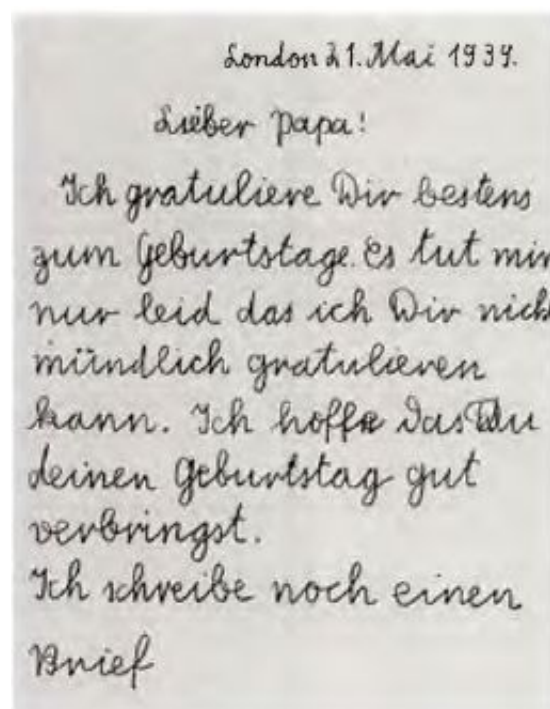 London 21. Mai 1939.
Lieber Papa!
Ich gratuliere Dir bestens
zum Geburtstage. Es tut mir
nur leid das ich Dir nicht
mündlich gratulieren
kann. Ich hoffe das Du
deinen Geburtstag gut
verbringst.
Ich schreibe noch einen
Brief